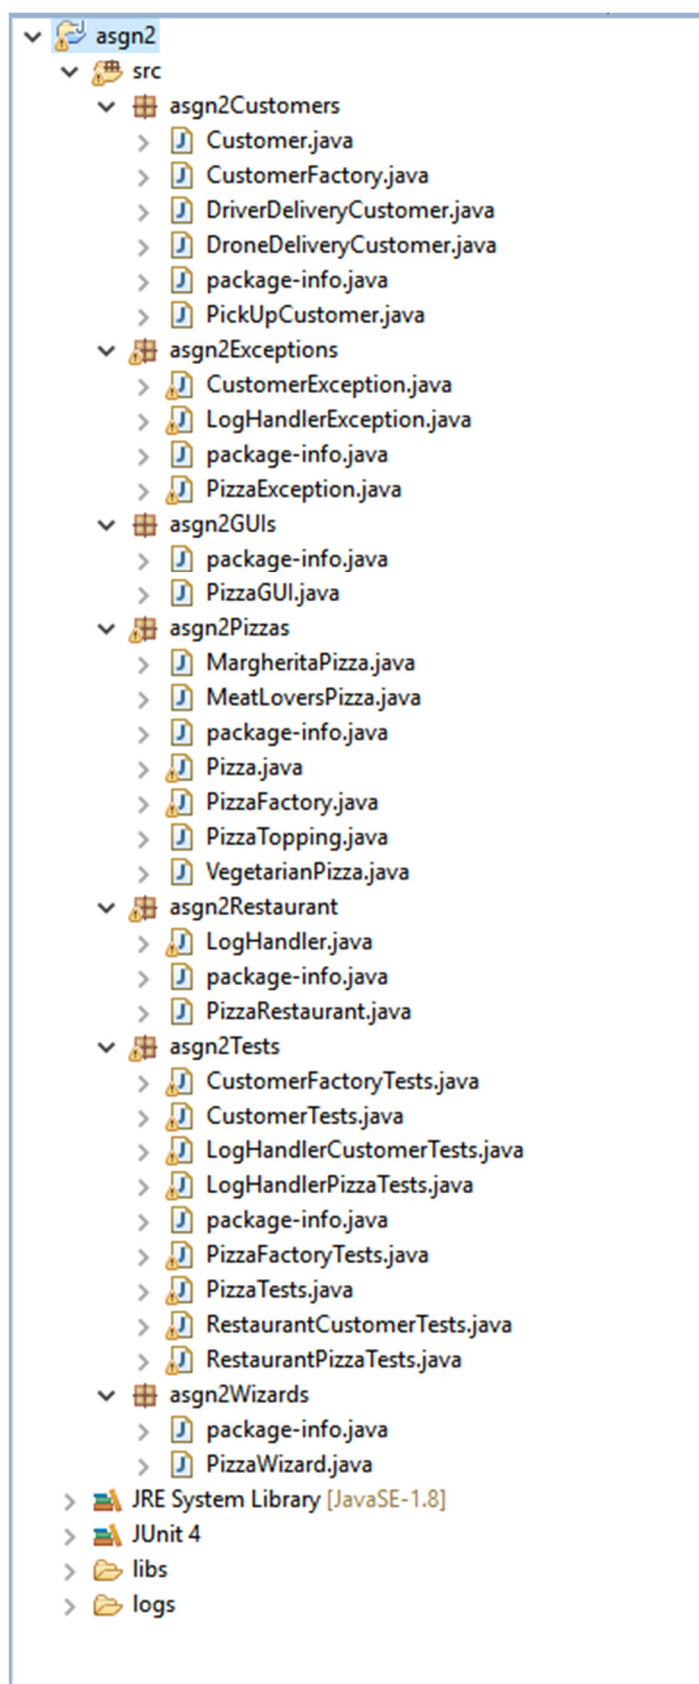 asgn2
src
asgn2Customers
Customer.java
CustomerFactory.java
DriverDeliveryCustomer.java
DroneDeliveryCustomer.java
package-info.java
PickUpCustomer.java
asgn2Exceptions
CustomerException.java
LogHandlerException.java
package-info.java
PizzaException.java
asgn2GUIs
package-info.java
PizzaGUI.java
asgn2Pizzas
MargheritaPizza.java
MeatLoversPizza.java
package-info.java
Pizza.java
PizzaFactory.java
PizzaTopping.java
VegetarianPizza.java
asgn2Restaurant
LogHandler.java
package-info.java
PizzaRestaurant.java
asgn2Tests
CustomerFactoryTests.java
CustomerTests.java
LogHandlerCustomerTests.java
LogHandlerPizzaTests.java
package-info.java
PizzaFactoryTests.java
PizzaTests.java
RestaurantCustomerTests.java
RestaurantPizzaTests.java
asgn2Wizards
package-info.java
PizzaWizard.java
JRE System Library [JavaSE-1.8]
JUnit 4
libs
logs